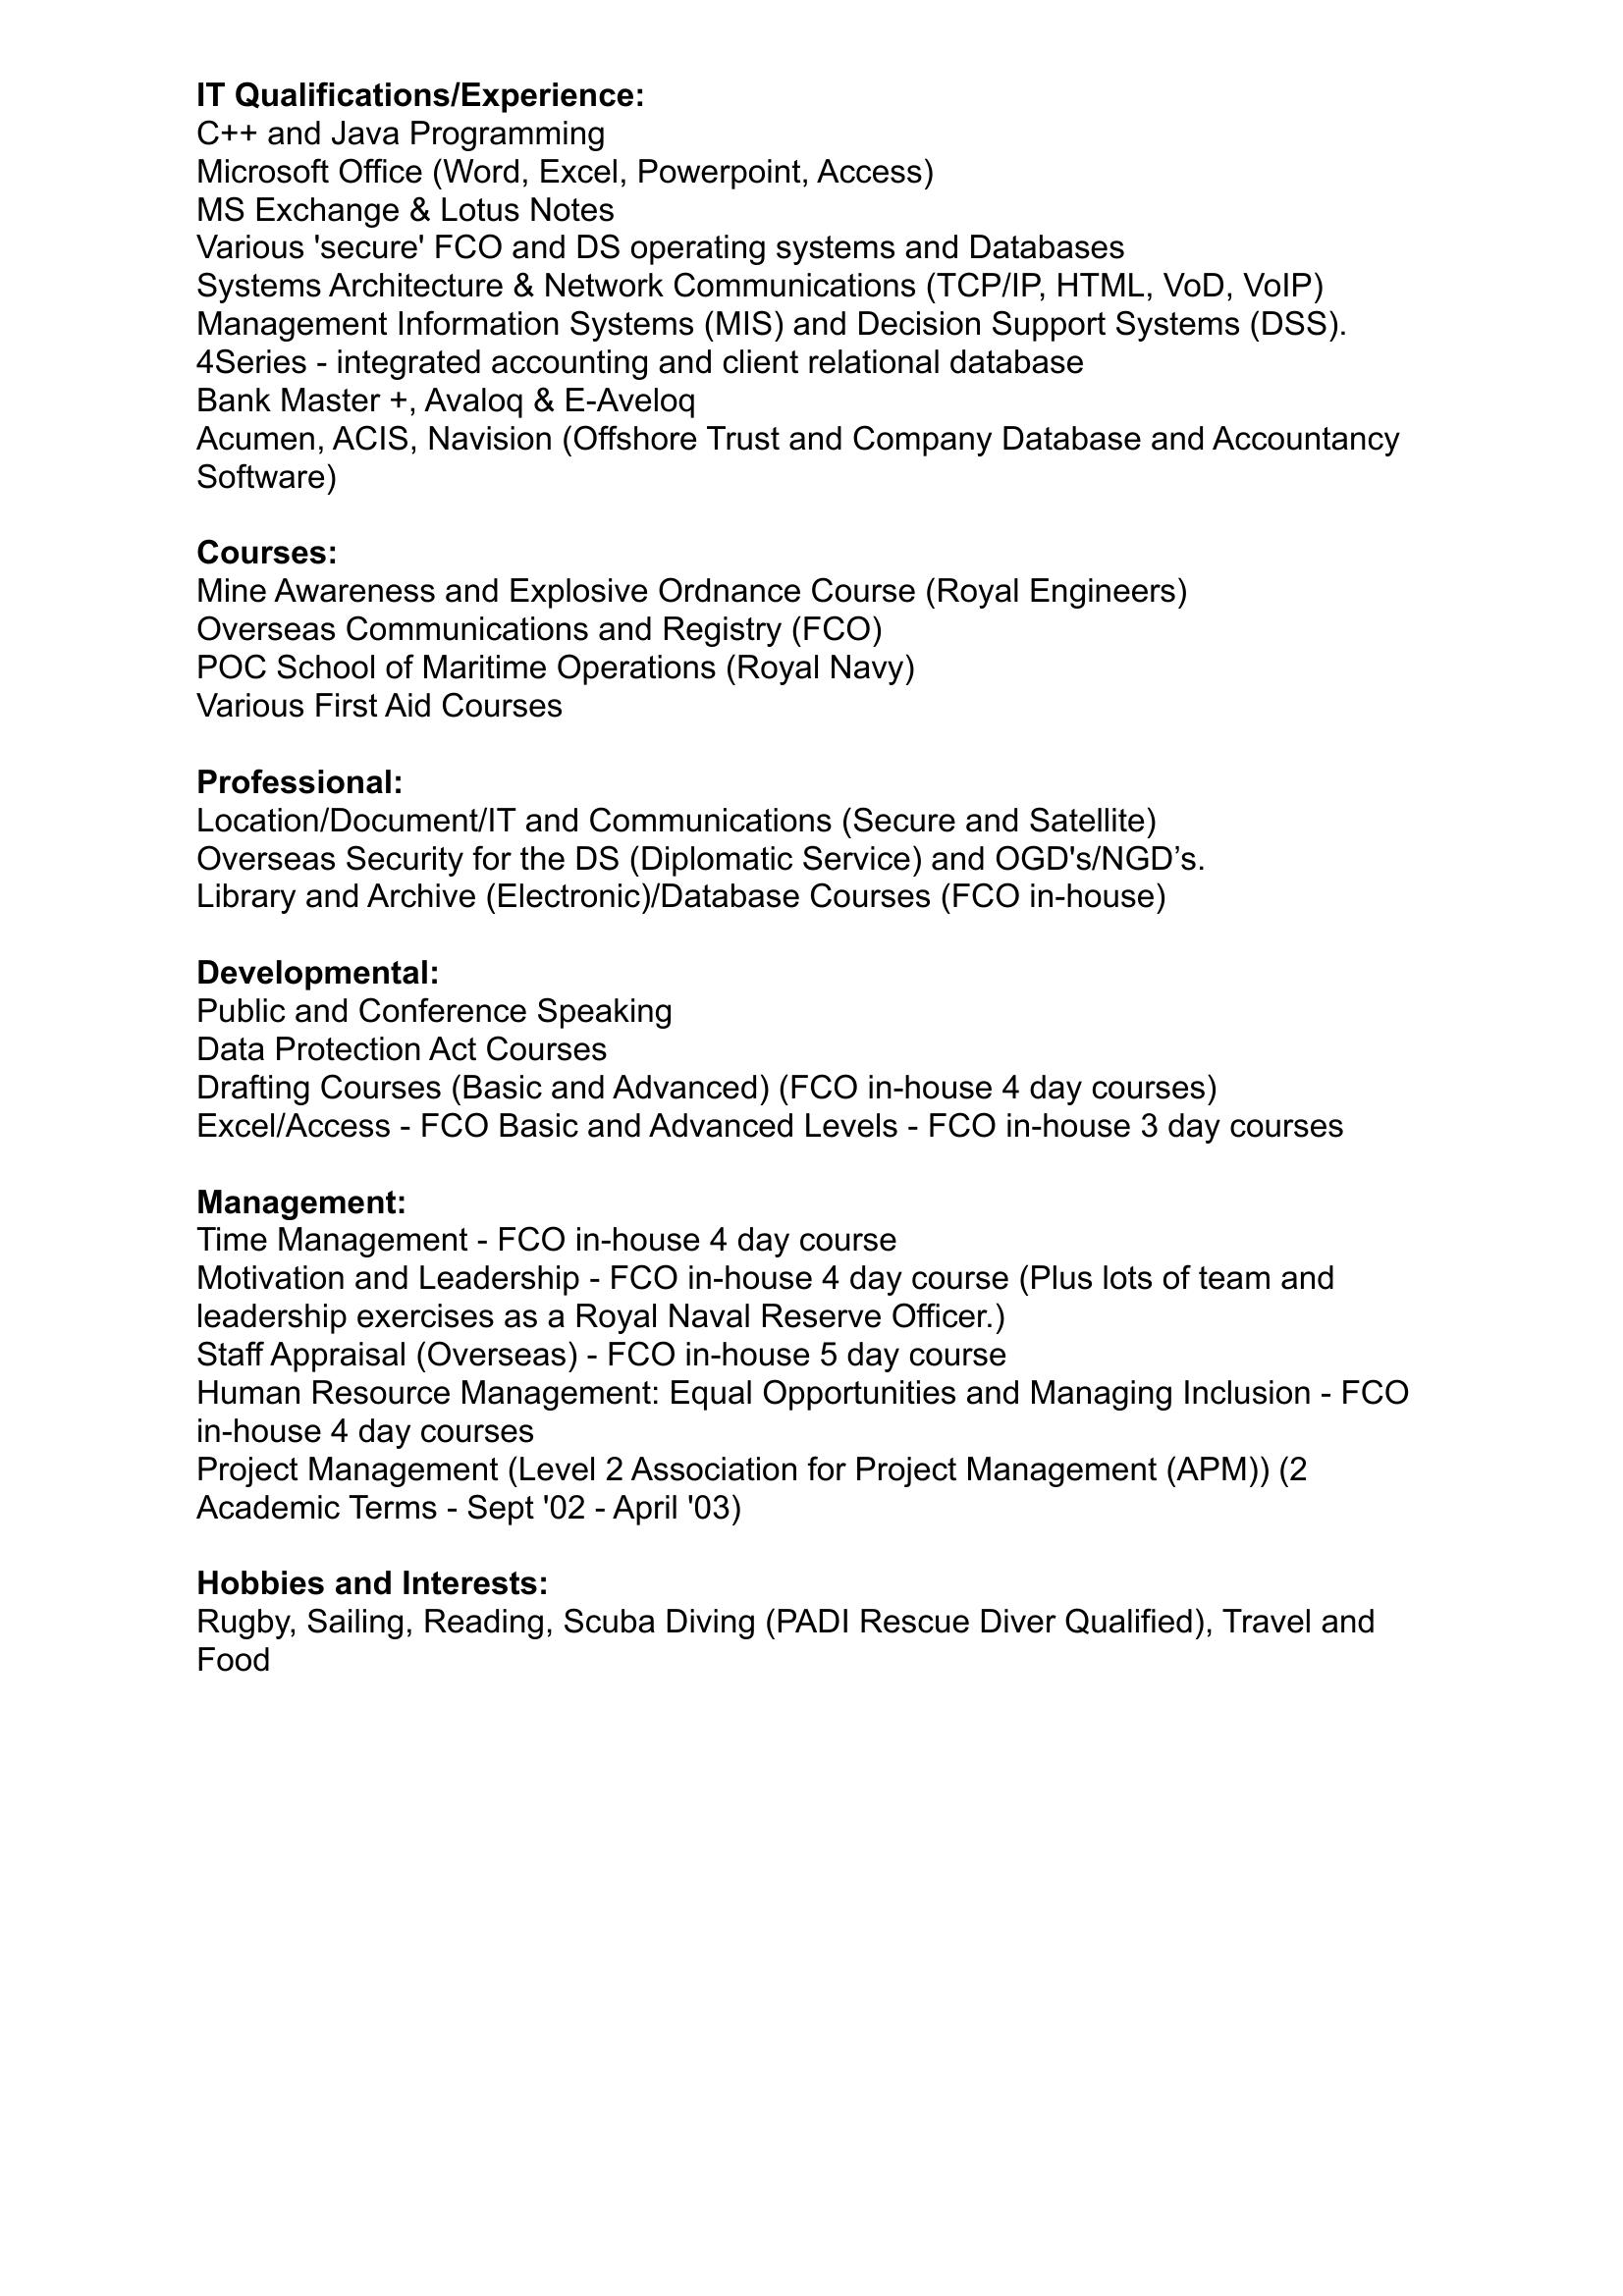 IT Qualifications/Experience:
C++ and Java Programming
Microsoft Office (Word, Excel, Powerpoint, Access)
MS Exchange & Lotus Notes
Various 'secure' FCO and DS operating systems and Databases
Systems Architecture & Network Communications (TCP/IP, HTML, VoD, VoIP)
Management Information Systems (MIS) and Decision Support Systems (DSS).
4Series - integrated accounting and client relational database
Bank Master +, Avaloq & E-Aveloq
Acumen, ACIS, Navision (Offshore Trust and Company Database and Accountancy
Software)
Courses:
Mine Awareness and Explosive Ordnance Course (Royal Engineers)
Overseas Communications and Registry (FCO)
POC School of Maritime Operations (Royal Navy)
Various First Aid Courses
Professional:
Location/Document/IT and Communications (Secure and Satellite)
Overseas Security for the DS (Diplomatic Service) and OGD's/NGD’s.
Library and Archive (Electronic)/Database Courses (FCO in-house)
Developmental:
Public and Conference Speaking
Data Protection Act Courses
Drafting Courses (Basic and Advanced) (FCO in-house 4 day courses)
Excel/Access - FCO Basic and Advanced Levels - FCO in-house 3 day courses
Management:
Time Management - FCO in-house 4 day course
Motivation and Leadership - FCO in-house 4 day course (Plus lots of team and
leadership exercises as a Royal Naval Reserve Officer.)
Staff Appraisal (Overseas) - FCO in-house 5 day course
Human Resource Management: Equal Opportunities and Managing Inclusion - FCO
in-house 4 day courses
Project Management (Level 2 Association for Project Management (APM)) (2
Academic Terms - Sept '02 - April '03)
Hobbies and Interests:
Rugby, Sailing, Reading, Scuba Diving (PADI Rescue Diver Qualified), Travel and
Food